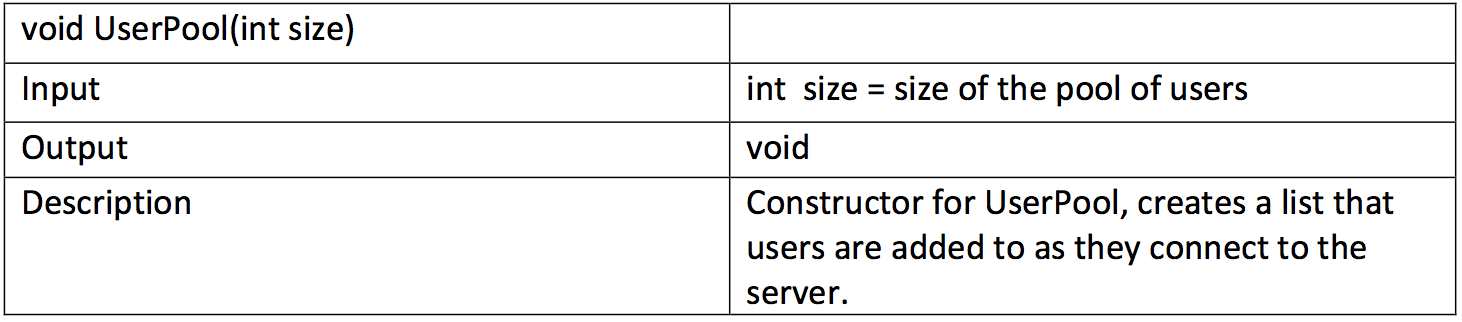 void UserPool(int size)
Input
int  size = size of the pool of users
Output
void
Description
Constructor for UserPool, creates a list that
users are added to as they connect to the
server.